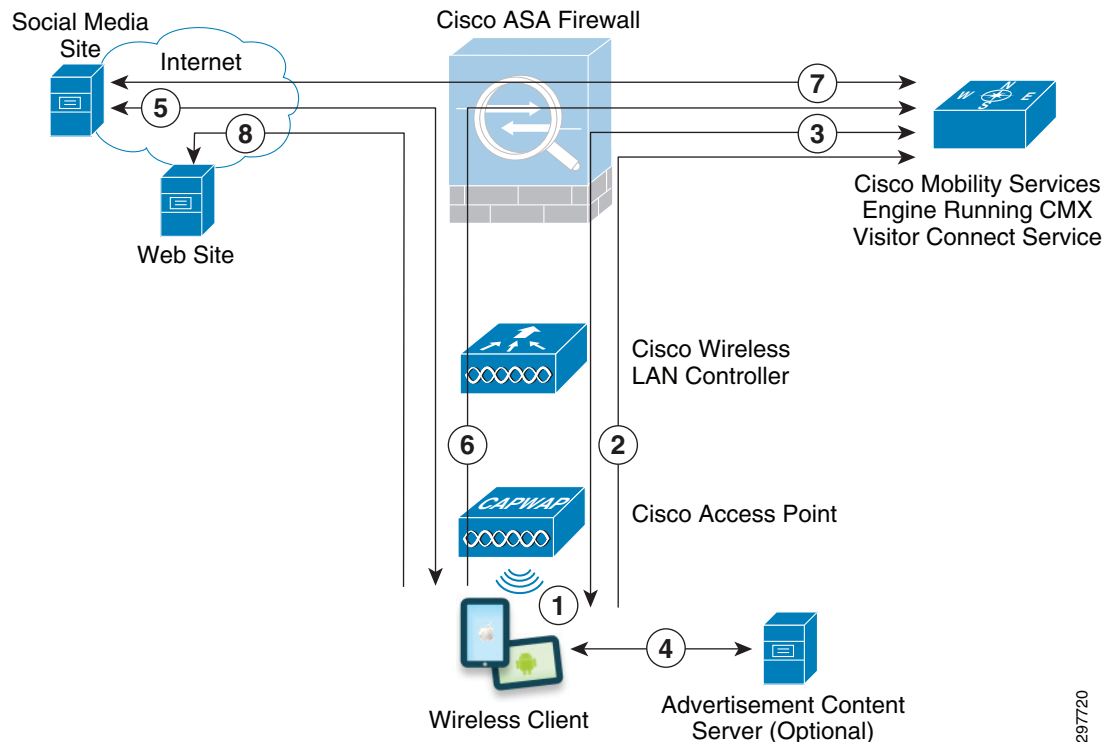 Social Media
Site
Cisco ASA Firewall
Internet
7
5
3
8
W N E S
Cisco Mobility Services
Engine Running CMX
Visitor Connect Service
Web Site
Cisco Wireless
LAN Controller
6
2
CAPWAP
Cisco Access Point
1
4
Wireless Client
Advertisement Content
Server (Optional)
297720